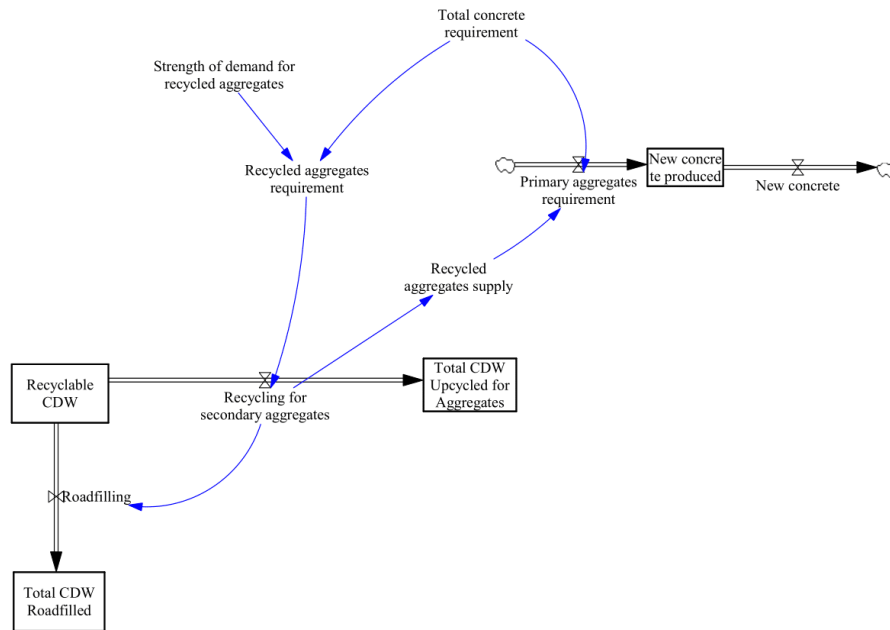 Total concrete
requirement
Strength of demand for
recycled aggregates
Recycled aggregates
requirement
New concre
te produced
Primary aggregates
requirement
New concrete
Recycled
aggregates supply
Recyclable
CDW
Total CDW
Upcycled for
Aggregates
Recycling for
secondary aggregates
Roadfilling
Total CDW
Roadfilled